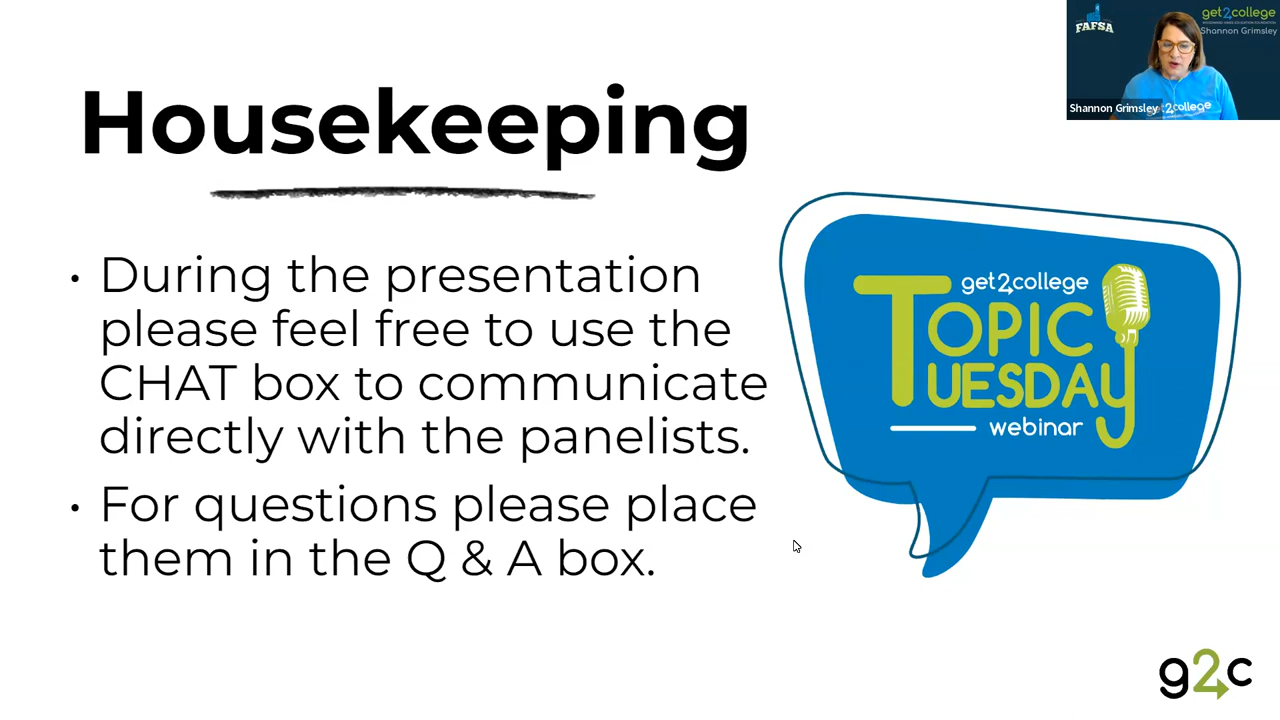 Housekeeping
• During the presentation
please feel free to use the
CHAT box to communicate
directly with the panelists.
• For questions please place
them in the Q & A box.
get2college
TOPIC
TUESDAY
webinar
FAFSA
get2college
Shannon Grimsley
Shannon Grimsley
get2college
g2c